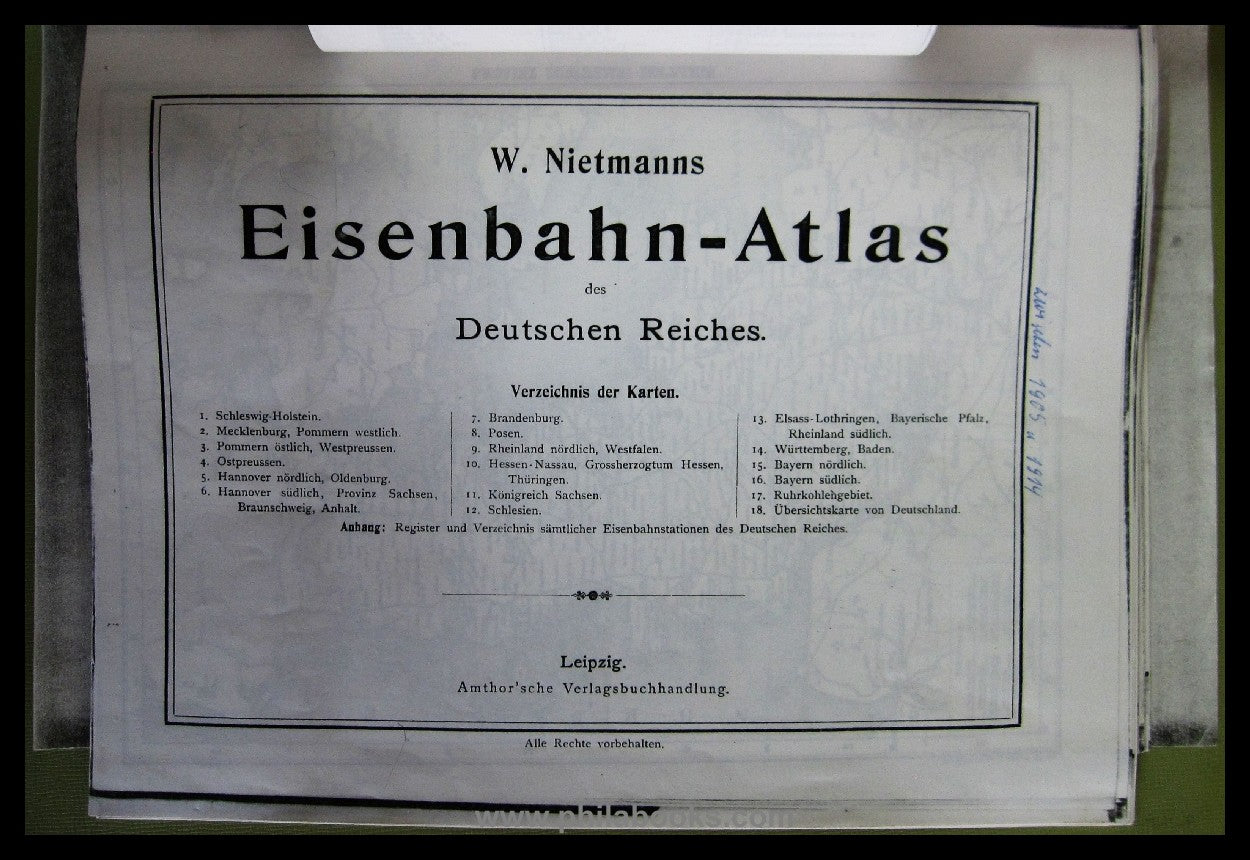 W. Nietmanns
Eisenbahn-Atlas
des
Deutschen Reiches.
Verzeichnis der Karten.
1. Schleswig-Holstein.
2. Mecklenburg, Pommern westlich.
3. Pommern östlich, Westpreussen.
4. Ostpreussen.
5. Hannover nördlich, Oldenburg.
6. Hannover südlich, Provinz Sachsen,
Braunschweig, Anhalt.
7. Brandenburg.
8. Posen.
9. Rheinland nördlich, Westfalen.
10. Hessen-Nassau, Grossherzogtum Hessen,
Thüringen.
11. Königreich Sachsen.
12. Schlesien.
13. Elsass-Lothringen, Bayerische Pfalz,
Rheinland südlich.
14. Württemberg, Baden.
15. Bayern nördlich.
16. Bayern südlich.
17. Ruhrkohlehgebiet.
18. Übersichtskarte von Deutschland.
Anhang: Register und Verzeichnis sämtlicher Eisenbahnstationen des Deutschen Reiches.
Leipzig.
Amthor'sche Verlagsbuchhandlung.
Alle Rechte vorbehalten.
zwischen 1905 u 1914
www.philabooks.com